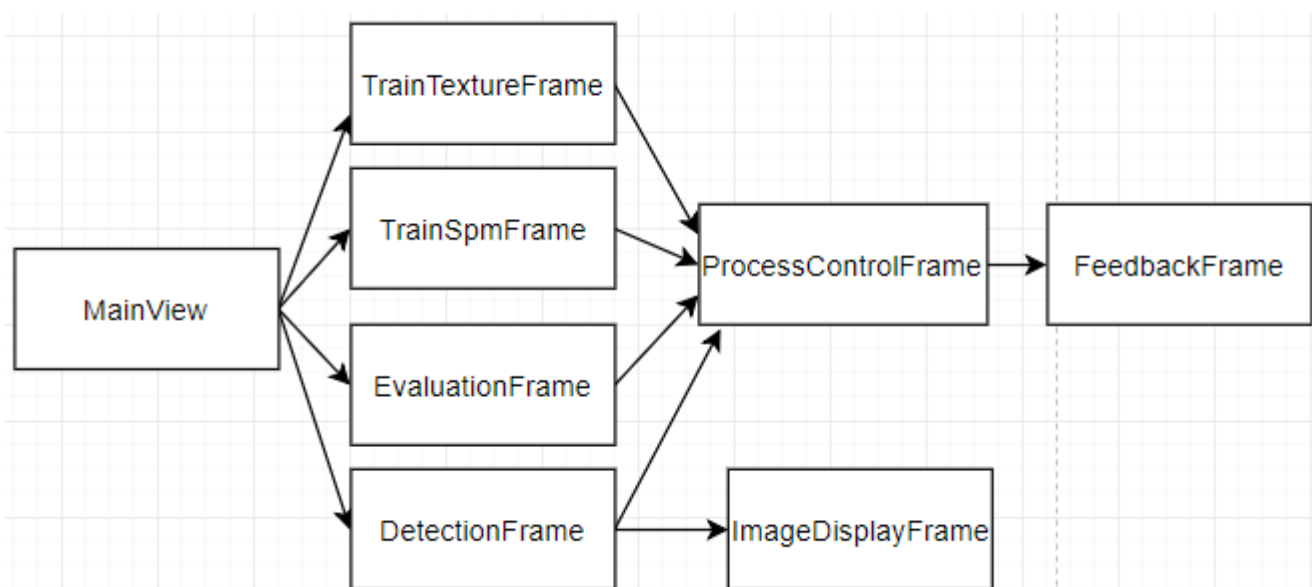 TrainTextureFrame
TrainSpmFrame
ProcessControlFrame
FeedbackFrame
MainView
EvaluationFrame
DetectionFrame
ImageDisplayFrame